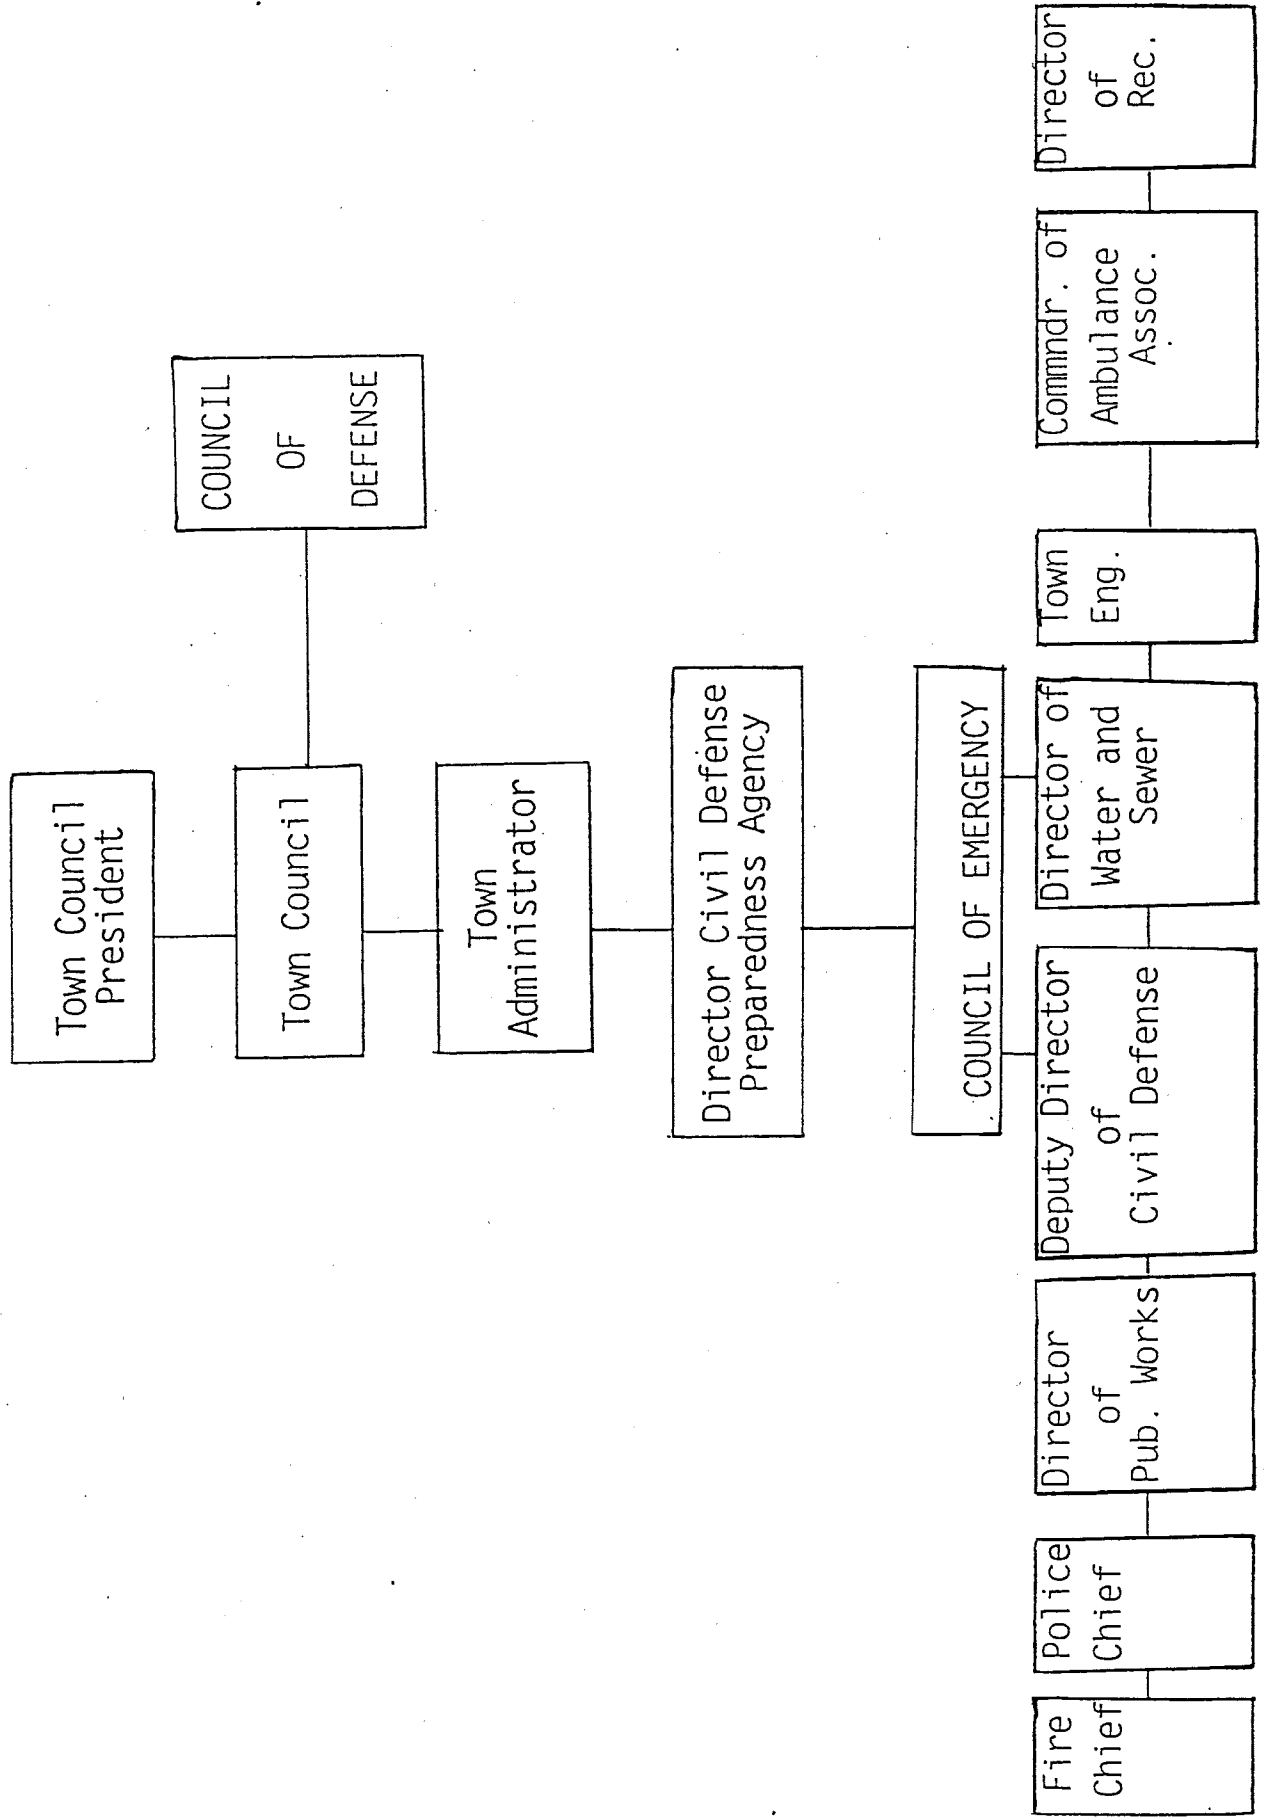 Town Council
President
Town Council
COUNCIL
OF
DEFENSE
Town
Administrator
Director Civil Defense
Preparedness Agency
COUNCIL OF EMERGENCY
Fire
Chief
Police
Chief
Director
of
Pub. Works
Deputy Director
of
Civil Defense
Director of
Water and
Sewer
Town
Eng.
Commndr. of
Ambulance
Assoc.
Director
of
Rec.